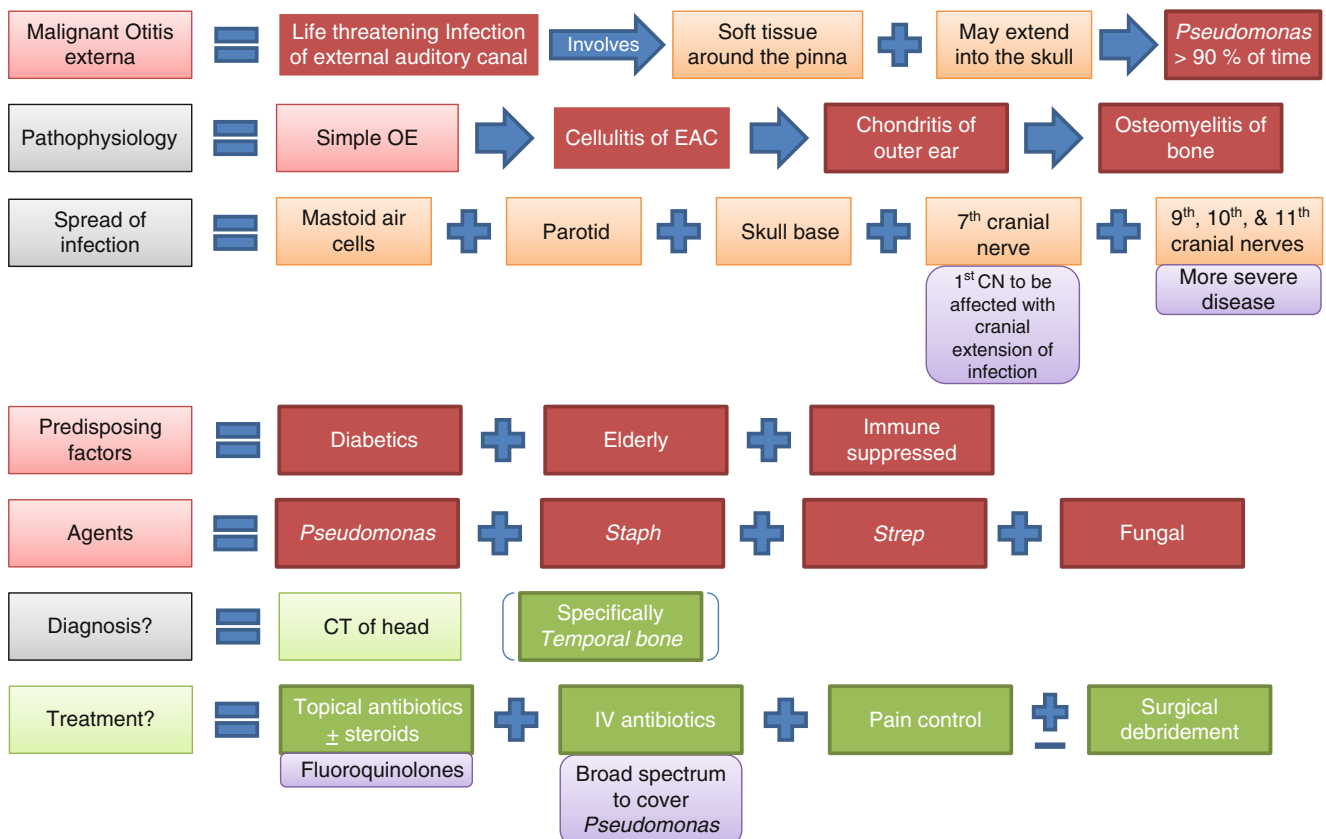 Malignant Otitis
externa
Life threatening Infection
of external auditory canal
Involves
Soft tissue
around the pinna
May extend
into the skull
Pseudomonas
> 90 % of time
Pathophysiology
Simple OE
Cellulitis of EAC
Chondritis of
outer ear
Osteomyelitis of
bone
Spread of
infection
Mastoid air
cells
Parotid
Skull base
7th cranial
nerve
1st CN to be
affected with
cranial
extension of
infection
9th, 10th, & 11th
cranial nerves
More severe
disease
Predisposing
factors
Diabetics
Elderly
Immune
suppressed
Agents
Pseudomonas
Staph
Strep
Fungal
Diagnosis?
CT of head
Specifically
Temporal bone
Treatment?
Topical antibiotics
± steroids
Fluoroquinolones
IV antibiotics
Broad spectrum
to cover
Pseudomonas
Pain control
Surgical
debridement